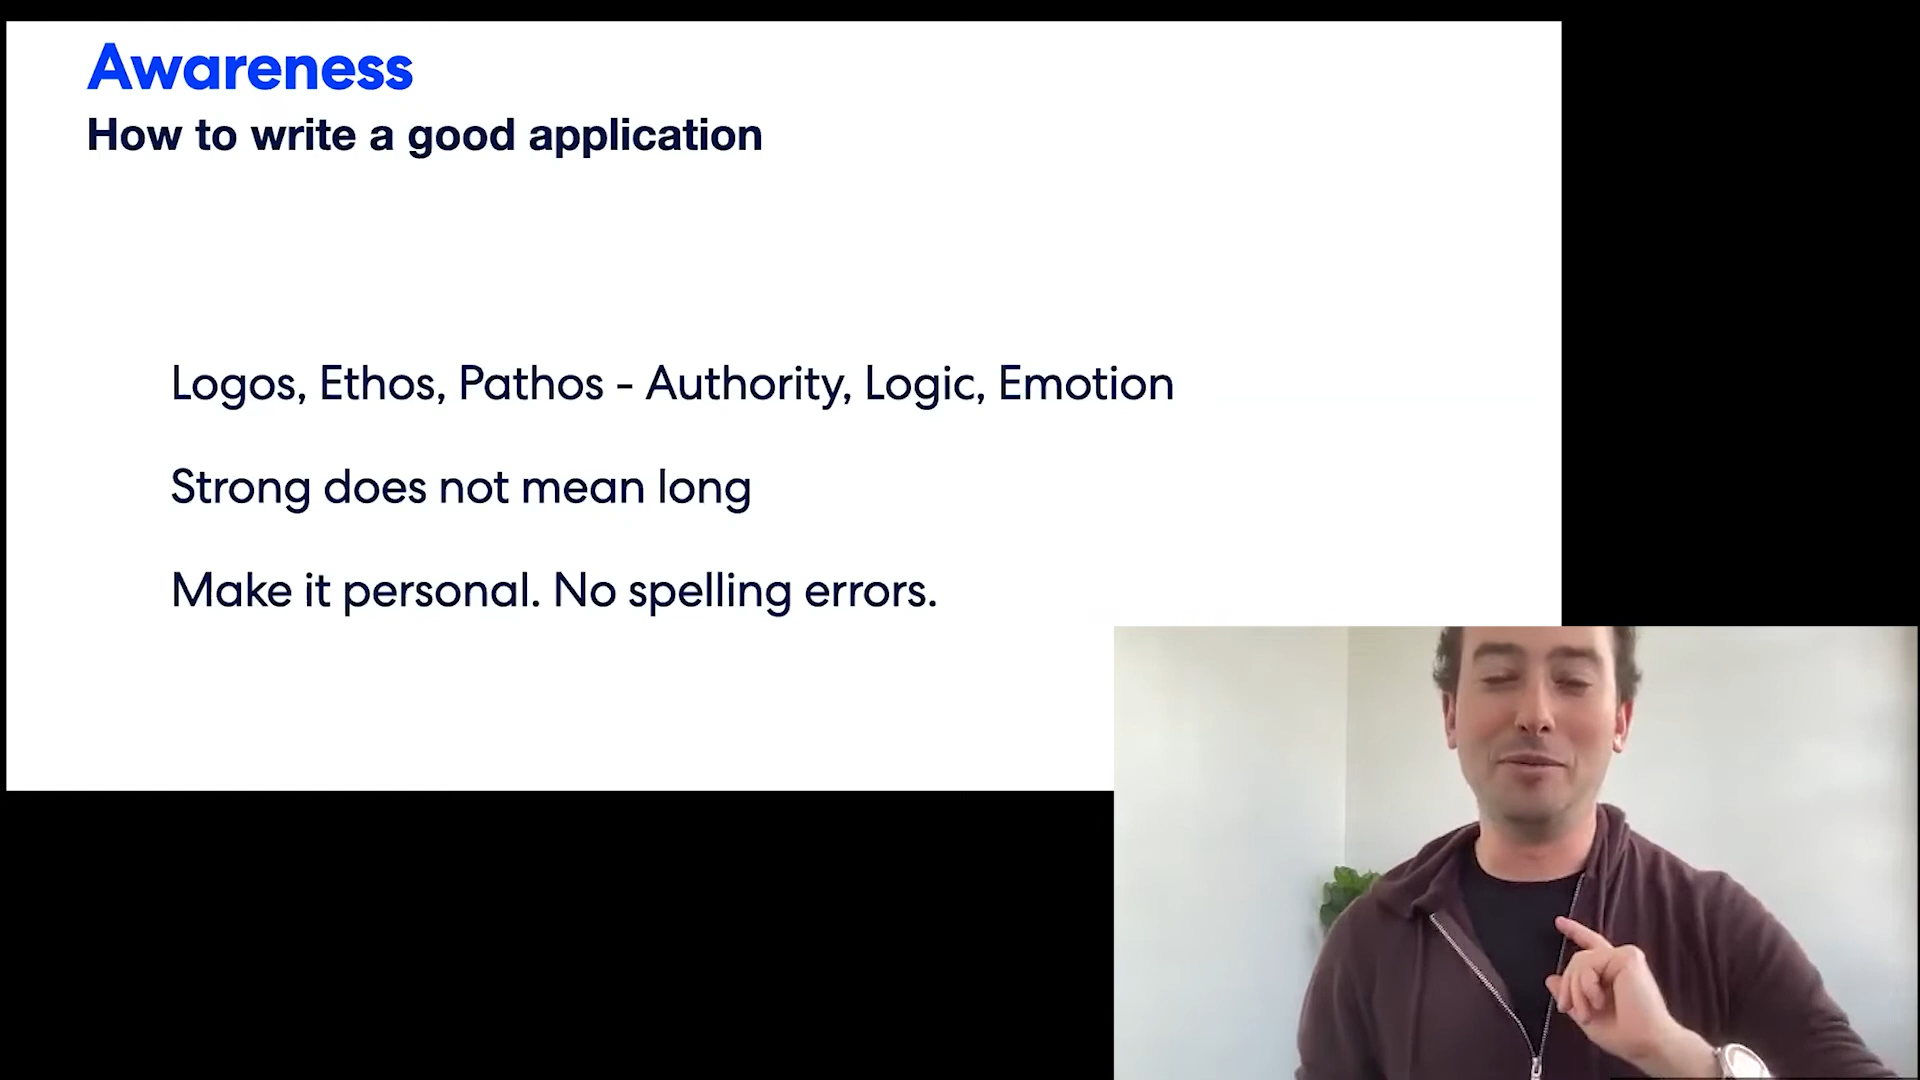 Awareness
How to write a good application
Logos, Ethos, Pathos - Authority, Logic, Emotion
Strong does not mean long
Make it personal. No spelling errors.